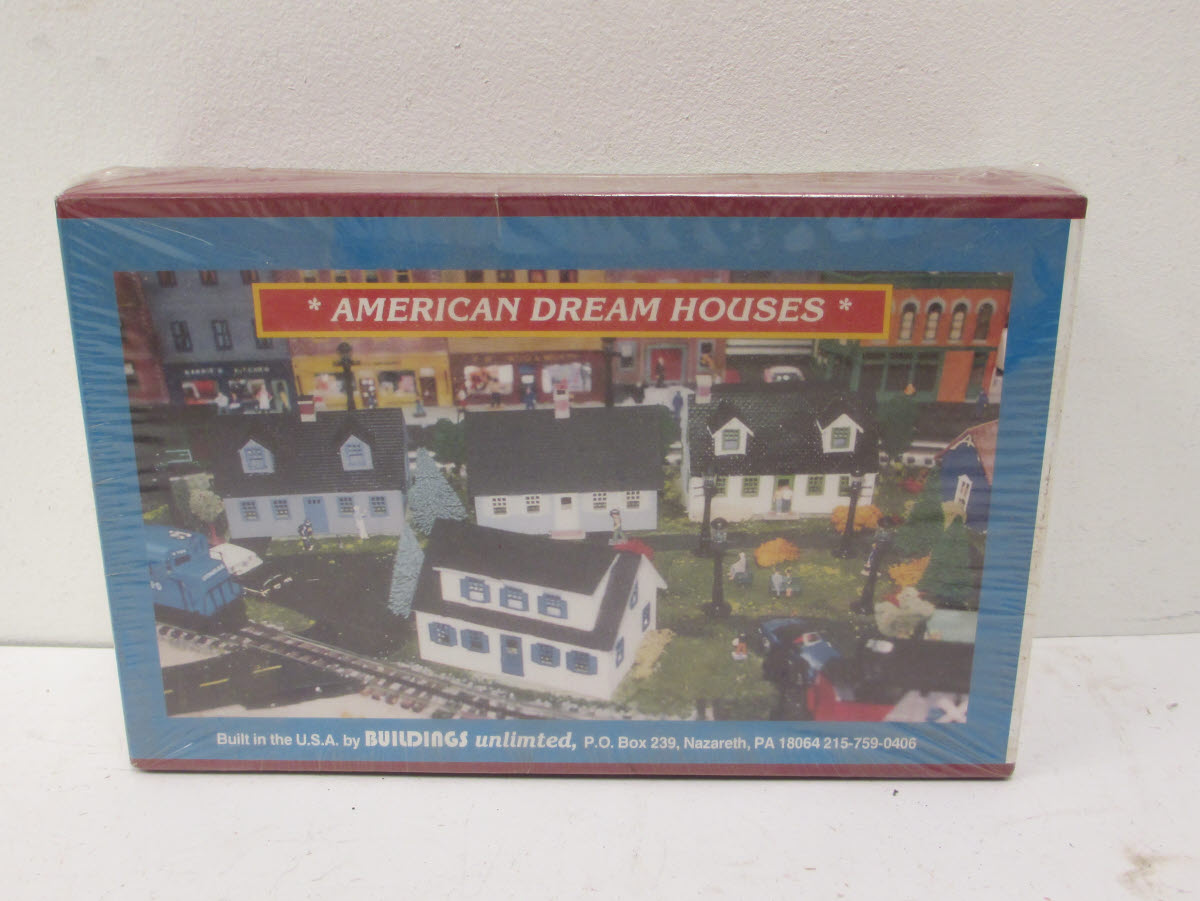 * AMERICAN DREAM HOUSES *
Built in the U.S.A. by BUILDINGS unlimted, P.O. Box 239, Nazareth, PA 18064 215-759-0406